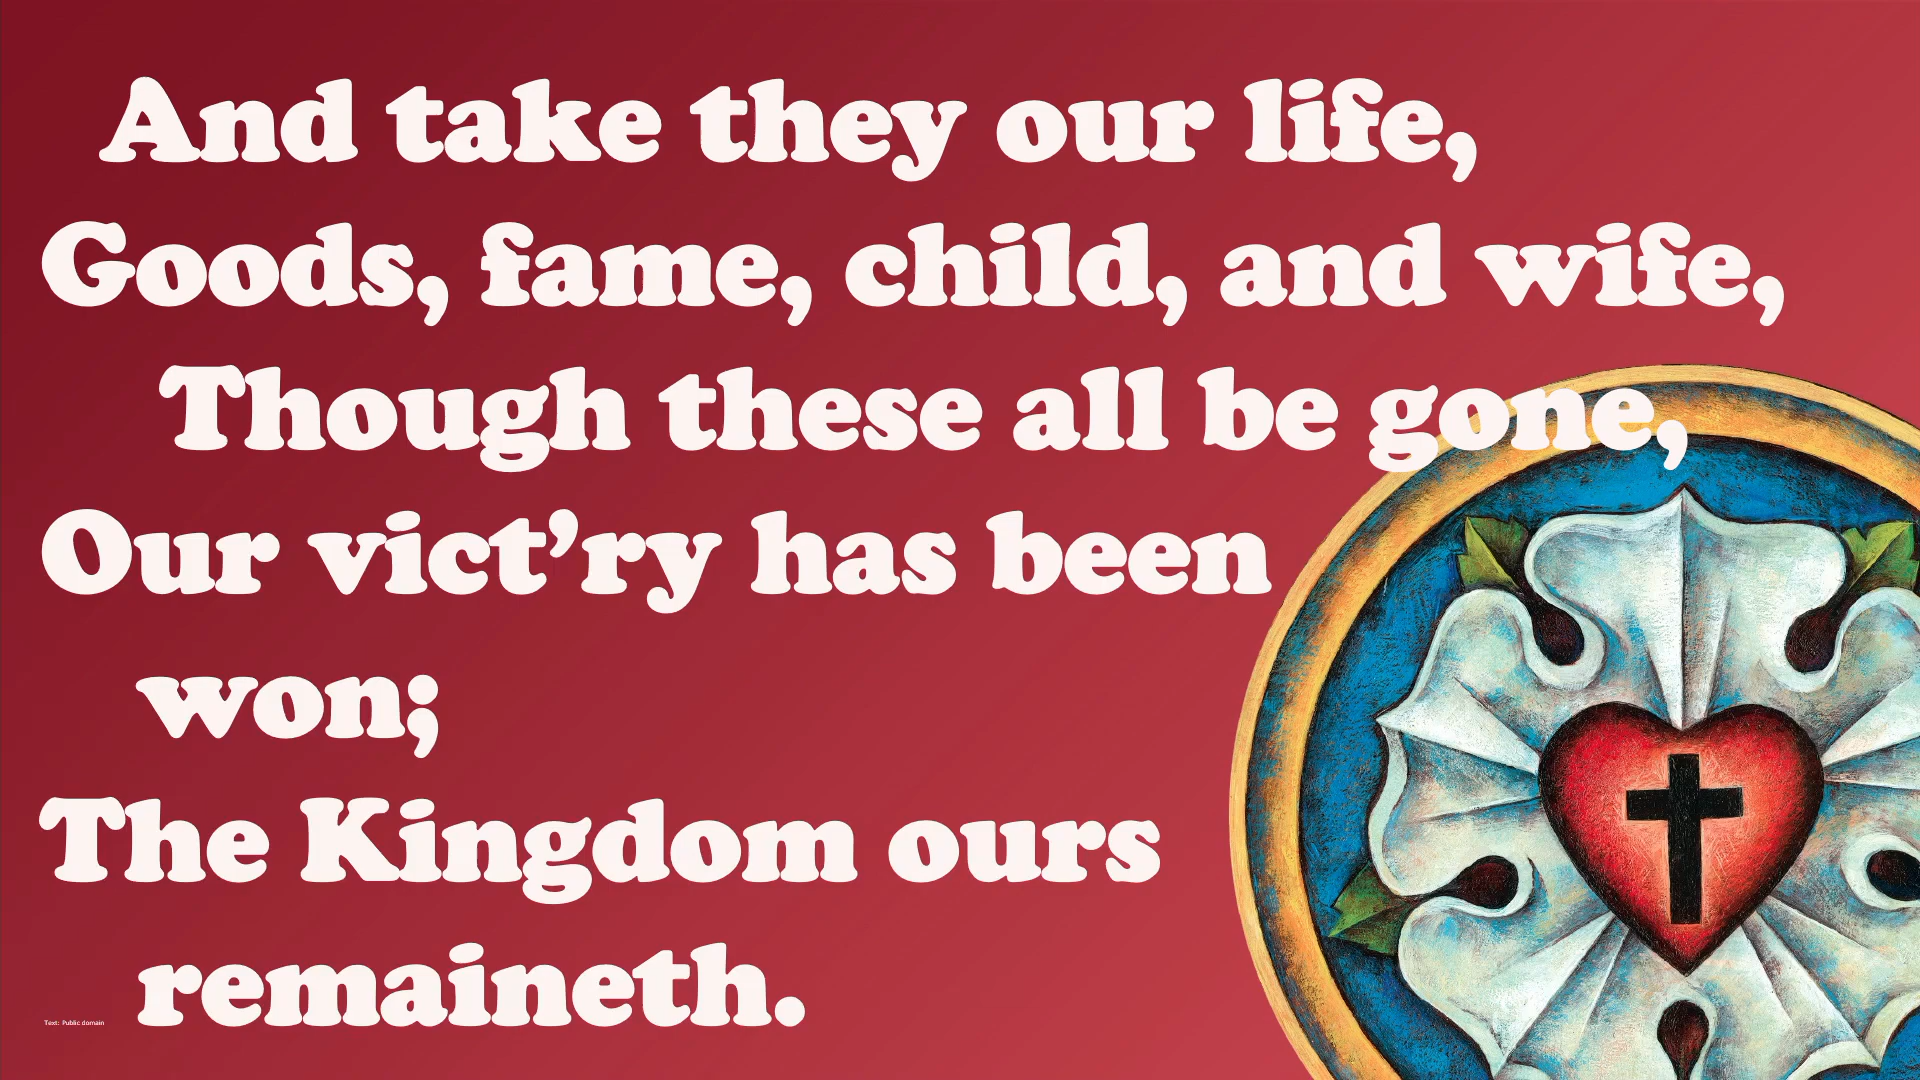 And take they our life,
Goods, fame, child, and wife,
Though these all be gone,
Our vict’ry has been
won;
The Kingdom ours
remaineth.
Text: Public domain